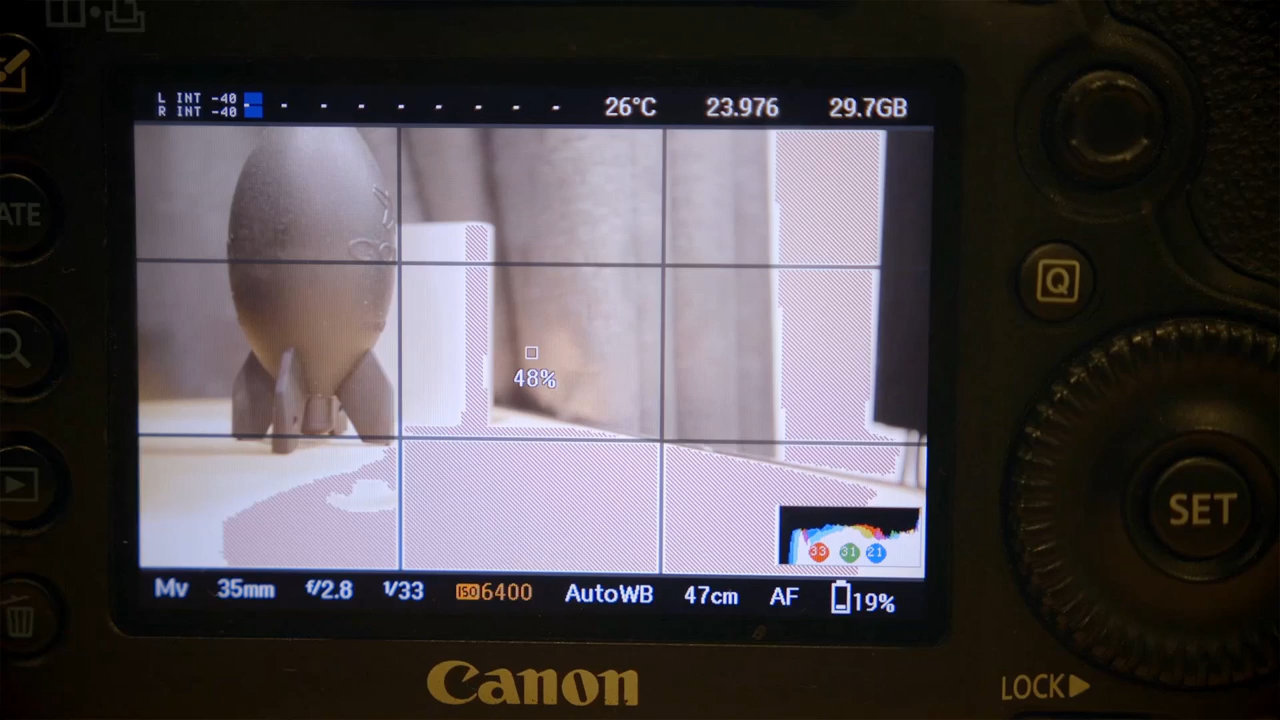 L INT -40
R INT -40
26°C 23.976 29.7GB
ATE
Q
48%
SET
33 31 21
Mv 35mm f/2.8 1/33 ISO6400 AutoWB 47cm AF 19%
Canon
LOCK▶